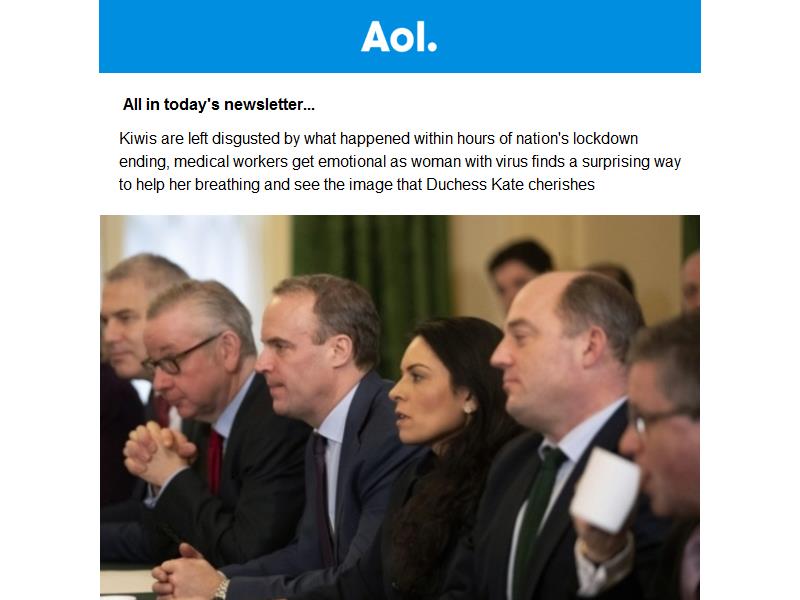 Aol.
All in today's newsletter...
Kiwis are left disgusted by what happened within hours of nation's lockdown
ending, medical workers get emotional as woman with virus finds a surprising way
to help her breathing and see the image that Duchess Kate cherishes